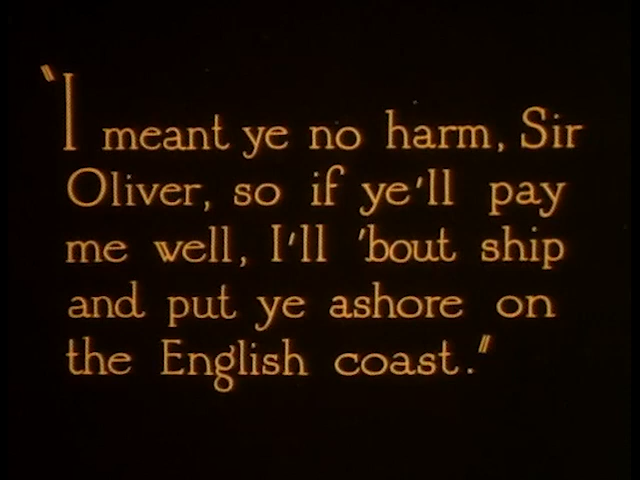 "I meant ye no harm, Sir
Oliver, so if ye'll pay
me well, I'll 'bout ship
and put ye ashore on
the English coast."